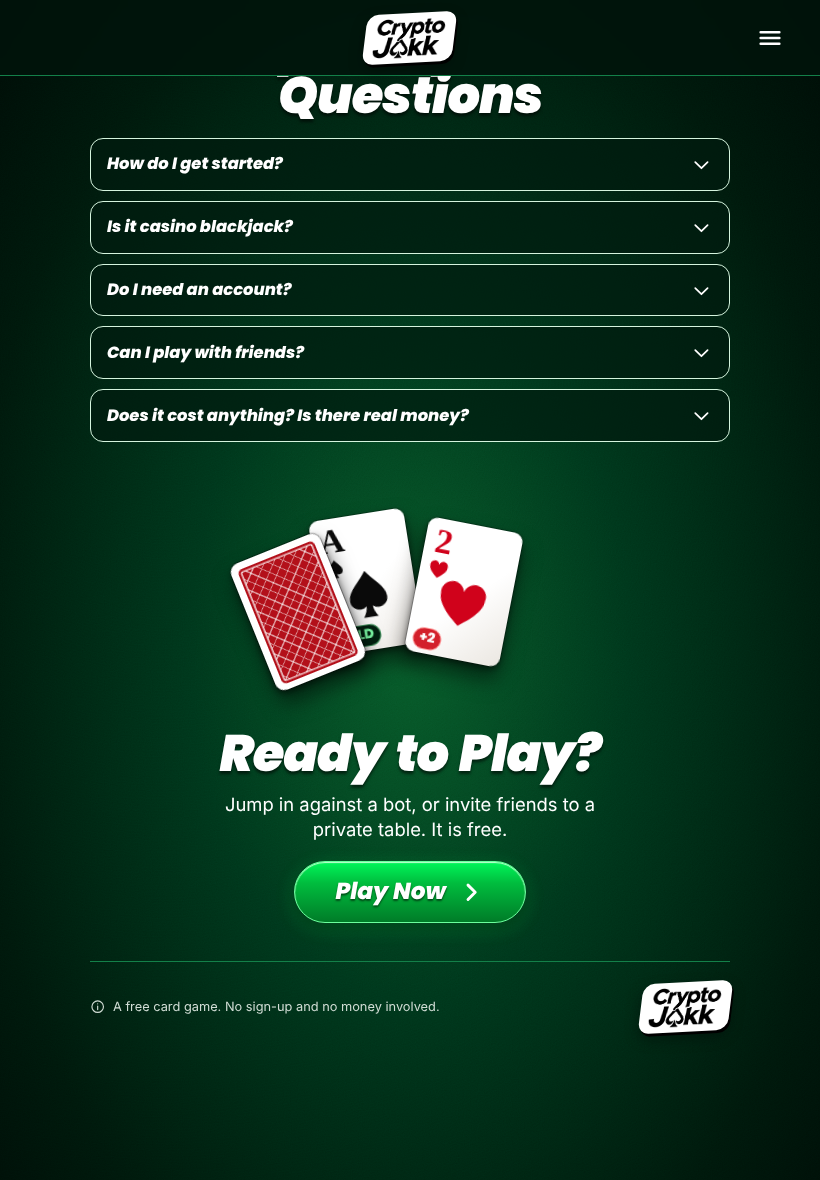 Crypto
Jokk
Questions
How do I get started?
Is it casino blackjack?
Do I need an account?
Can I play with friends?
Does it cost anything? Is there real money?
A
2
LD
+2
Ready to Play?
Jump in against a bot, or invite friends to a
private table. It is free.
Play Now
A free card game. No sign-up and no money involved.
Crypto
Jokk